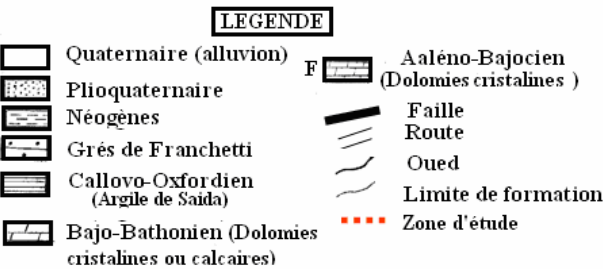 LEGENDE
Quaternaire (alluvion)
Plioquaternaire
Néogènes
Grés de Franchetti
Callovo-Oxfordien
(Argile de Saida)
Bajo-Bathonien (Dolomies
cristalines ou calcaires)
F
Aaléno-Bajocien
(Dolomies cristalines )
Faille
Route
Oued
Limite de formation
Zone d'étude